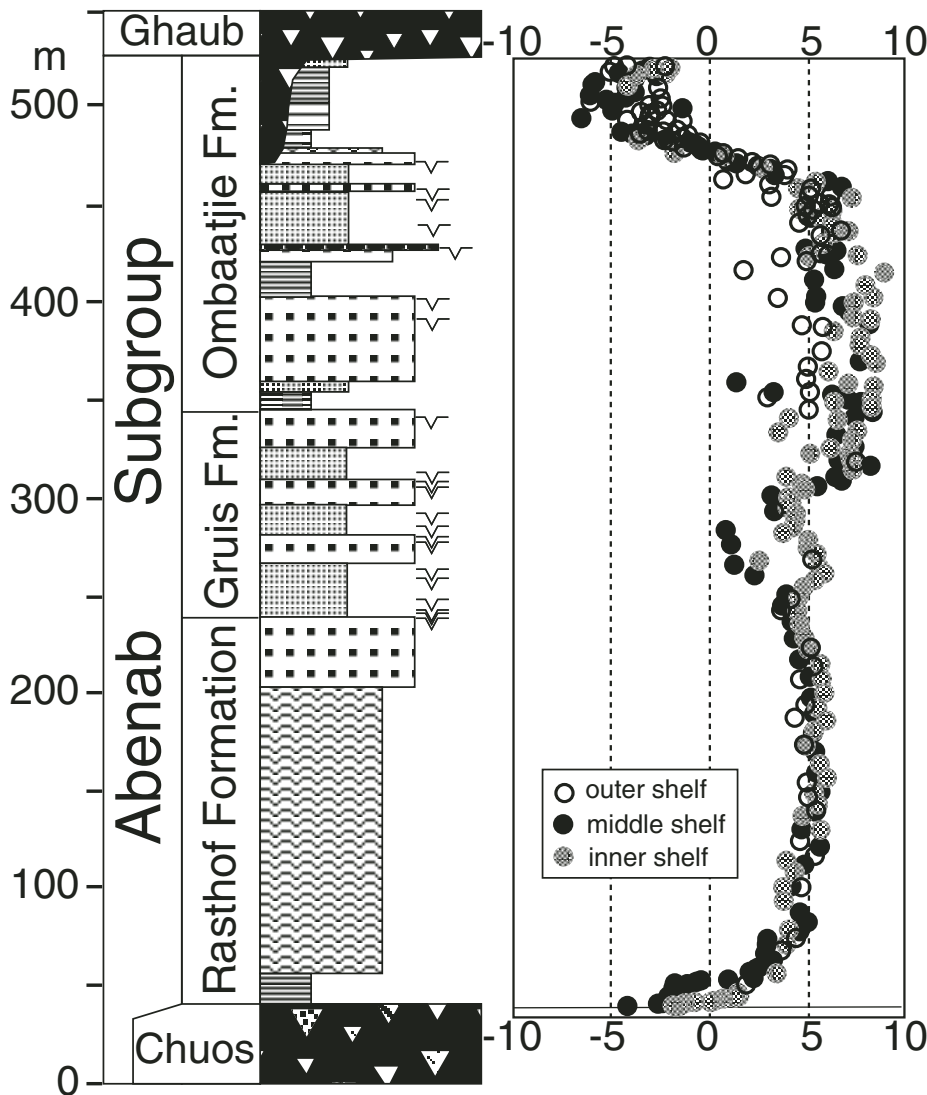 Ghaub
m
500
400
300
200
100
0
Abenab Subgroup
Ombaatjie Fm.
Gruis Fm.
Rasthof Formation
Chuos
-10 -5 0 5 10
outer shelf
middle shelf
inner shelf
-10 -5 0 5 10